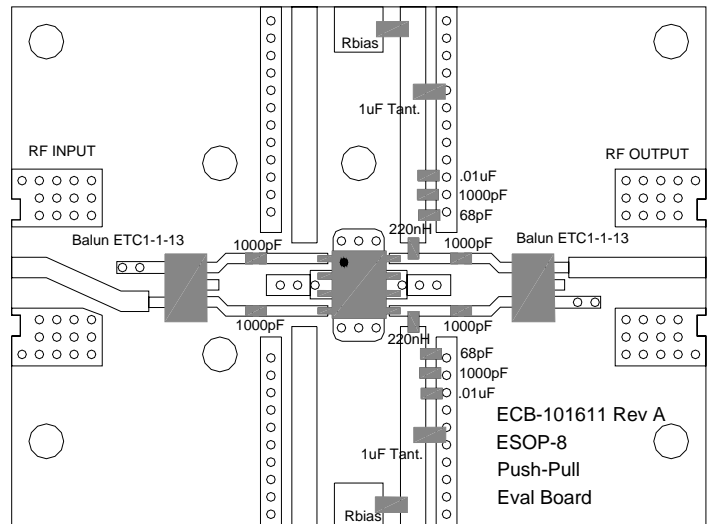 Rbias
1uF Tant.
RF INPUT
RF OUTPUT
.01uF
1000pF
68pF
Balun ETC1-1-13
1000pF
220nH
1000pF
Balun ETC1-1-13
1000pF
1000pF
220nH
68pF
1000pF
.01uF
1uF Tant.
Rbias
ECB-101611 Rev A
ESOP-8
Push-Pull
Eval Board